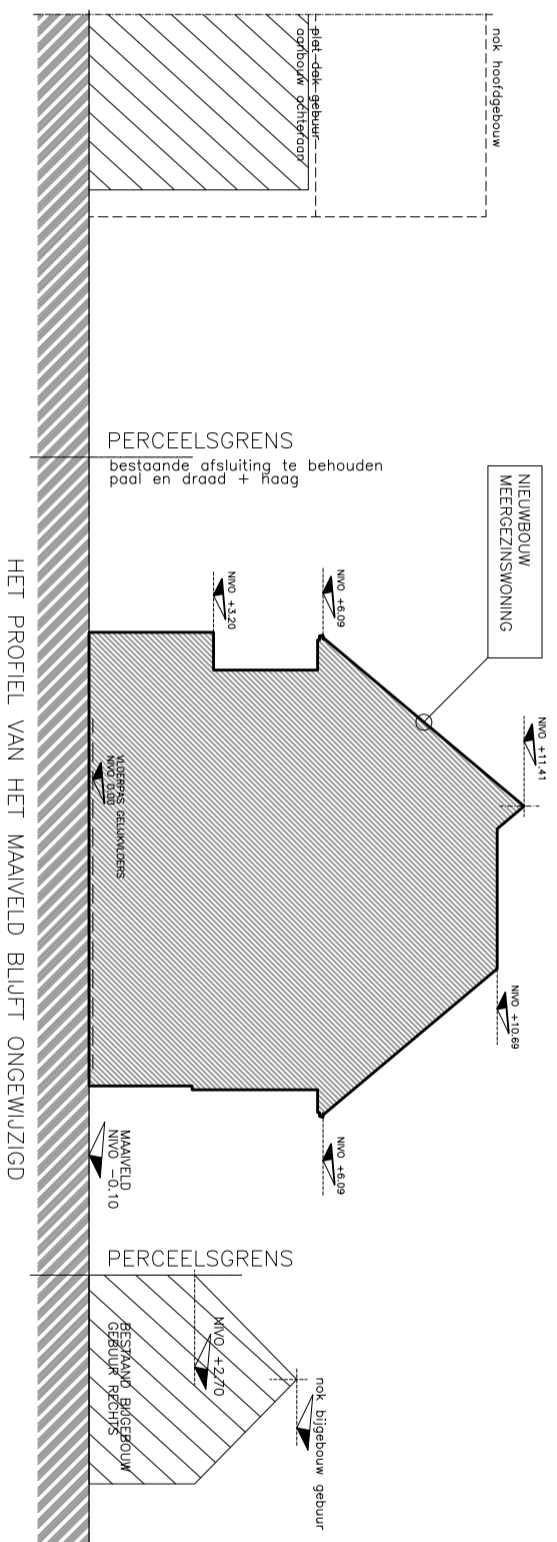 nok hoofdgebouw
plat dak gebuur
aanbouw achteraan
PERCEELSGRENS
bestaande afsluiting te behouden
paal en draad + haag
NIEUWBOUW
MEERGEZINSWONING
NIVO +3.20
NIVO +6.09
NIVO +11.41
NIVO +10.69
NIVO +6.09
VLOERPAS GELIJKVLOERS
NIVO 0.00
MAAIVELD
NIVO -0.10
PERCEELSGRENS
NIVO +2.70
nok bijgebouw gebuur
BESTAAND BIJGEBOUW
GEBUUR RECHTS
HET PROFIEL VAN HET MAAIVELD BLIJFT ONGEWIJZIGD